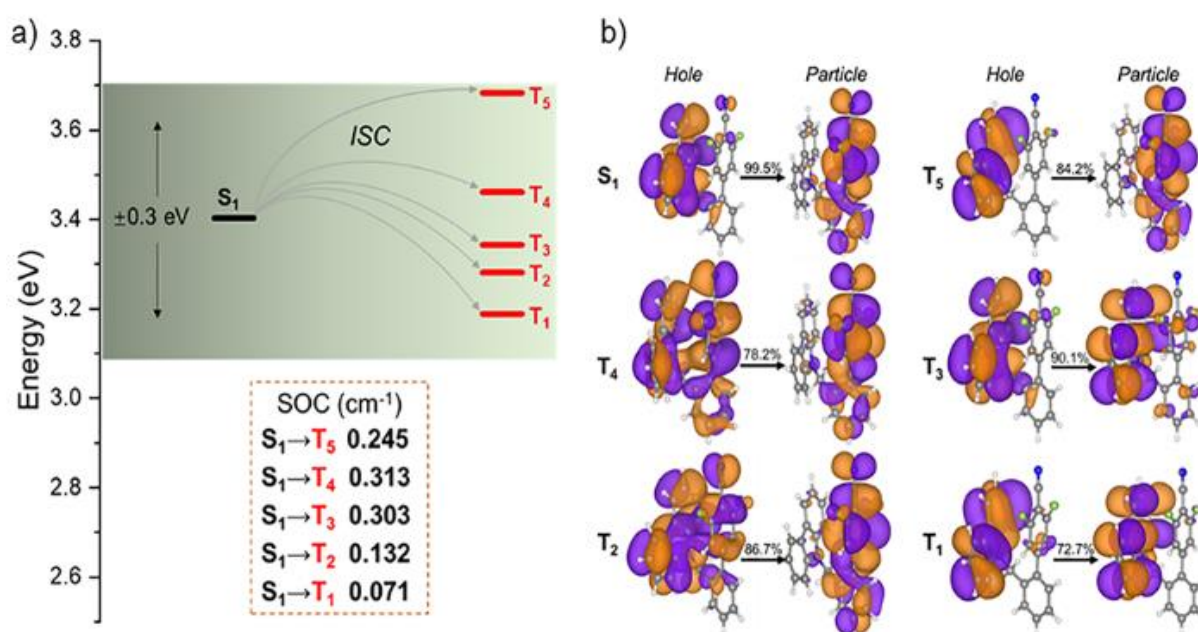 a)
3.8
3.6
3.4
3.2
3.0
2.8
2.6
Energy (eV)
±0.3 eV
S1
ISC
T5
T4
T3
T2
T1
SOC (cm-1)
S1→T5 0.245
S1→T4 0.313
S1→T3 0.303
S1→T2 0.132
S1→T1 0.071
b)
Hole Particle Hole Particle
S1 99.5% T5 84.2%
T4 78.2% T3 90.1%
T2 86.7% T1 72.7%